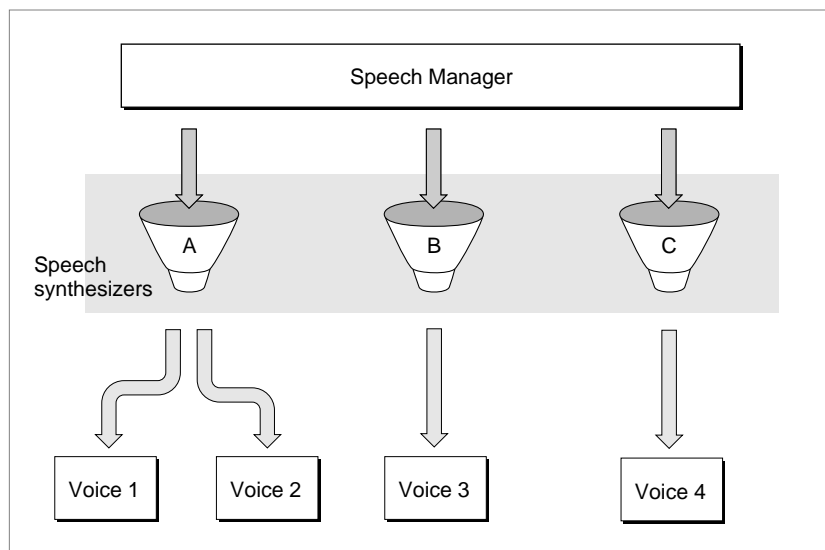 Speech Manager
A
B
C
Speech
synthesizers
Voice 1
Voice 2
Voice 3
Voice 4